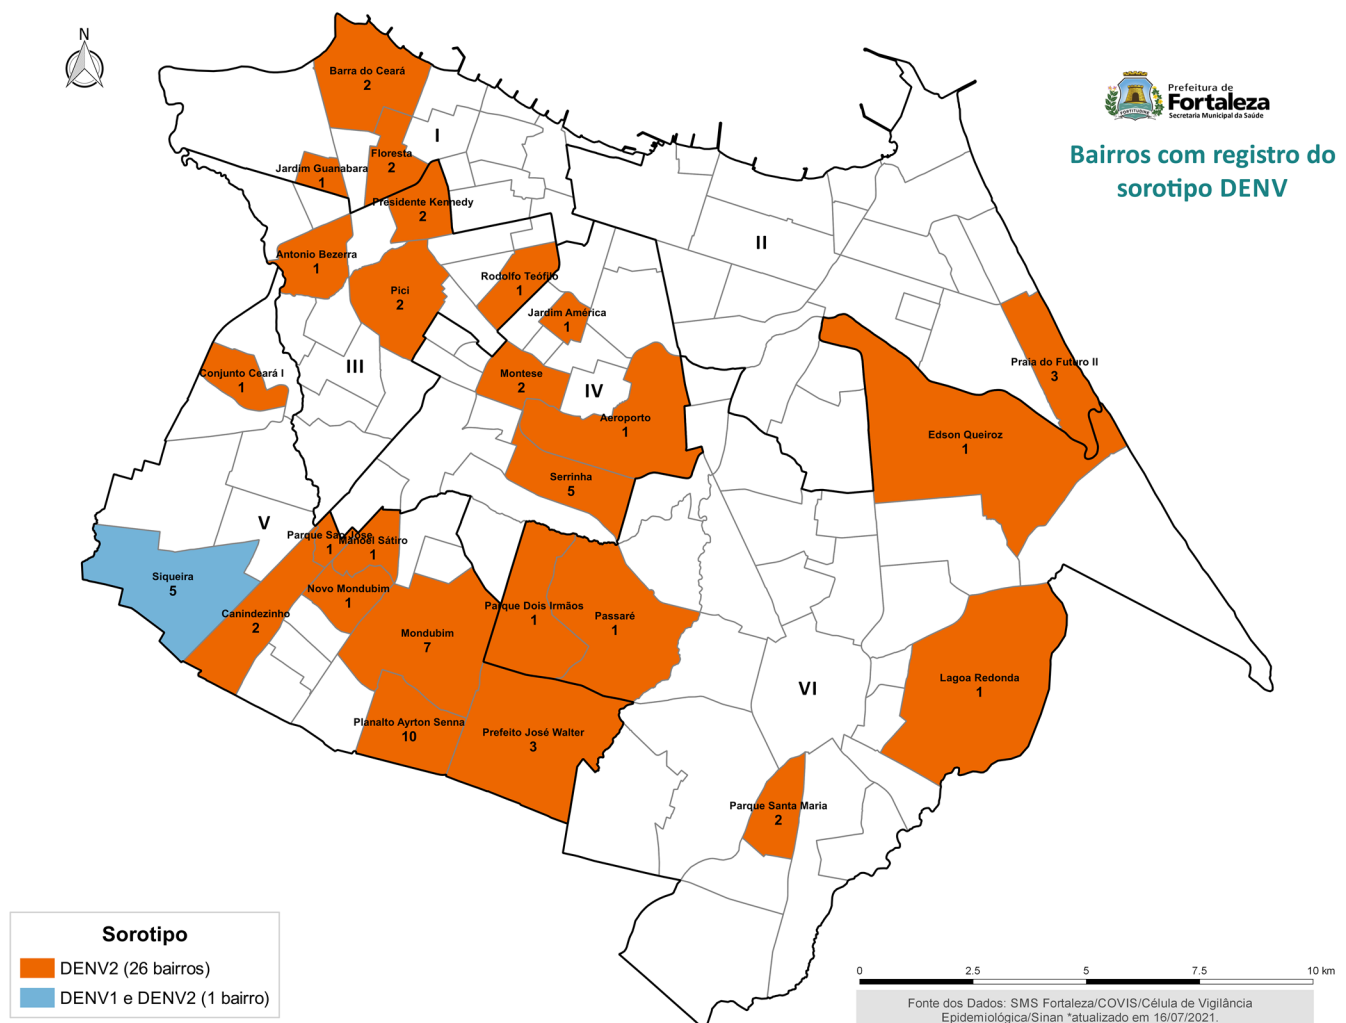 N
Prefeitura de
Fortaleza
Secretaria Municipal da Saúde
Bairros com registro do
sorotipo DENV
Barra do Ceará
2
I
Floresta
2
Jardim Guanabara
1
Presidente Kennedy
2
II
Antonio Bezerra
1
Pici
2
Rodolfo Teófilo
1
Jardim América
1
Praia do Futuro II
3
III
Conjunto Ceará I
1
Montese
2
IV
Aeroporto
1
Edson Queiroz
1
Serrinha
5
V
Parque São José
1
Manoel Sátiro
1
Siqueira
5
Novo Mondubim
1
Canindezinho
2
Parque Dois Irmãos
1
Passaré
1
Mondubim
7
VI
Lagoa Redonda
1
Planalto Ayrton Senna
10
Prefeito José Walter
3
Parque Santa Maria
2
Sorotipo
DENV2 (26 bairros)
DENV1 e DENV2 (1 bairro)
0 2.5 5 7.5 10 km
Fonte dos Dados: SMS Fortaleza/COVIS/Célula de Vigilância
Epidemiológica/Sinan *atualizado em 16/07/2021.